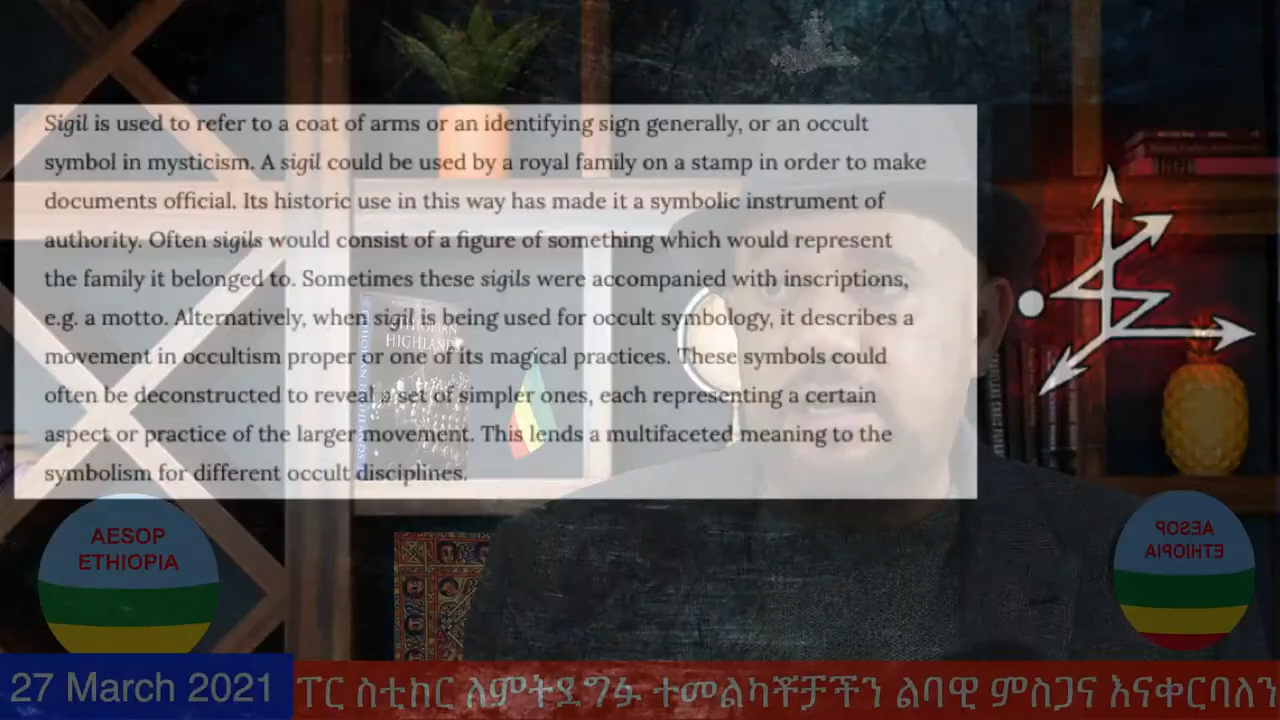 Sigil is used to refer to a coat of arms or an identifying sign generally, or an occult
symbol in mysticism. A sigil could be used by a royal family on a stamp in order to make
documents official. Its historic use in this way has made it a symbolic instrument of
authority. Often sigils would consist of a figure of something which would represent
the family it belonged to. Sometimes these sigils were accompanied with inscriptions,
e.g. a motto. Alternatively, when sigil is being used for occult symbology, it describes a
movement in occultism proper or one of its magical practices. These symbols could
often be deconstructed to reveal a set of simpler ones, each representing a certain
aspect or practice of the larger movement. This lends a multifaceted meaning to the
symbolism for different occult disciplines.
ETHIOPIAN
HIGHLANDS
ETHIOPIAN HIGHLANDS
AESOP
ETHIOPIA
AESOP
ETHIOPIA
27 March 2021
ፐር ስቲከር ለምትደግፉ ተመልካቾቻችን ልባዊ ምስጋና እናቀርባለን